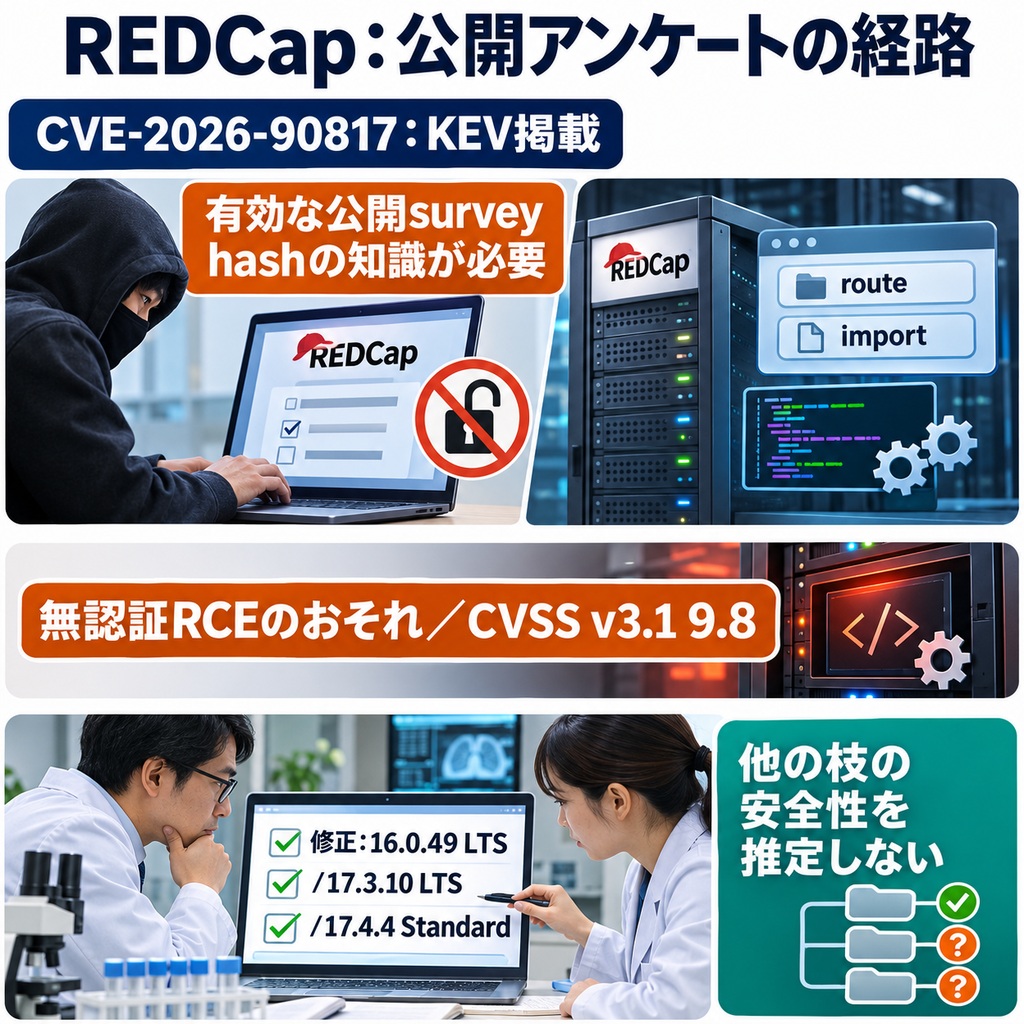 REDCap：公開アンケートの経路
CVE-2026-90817：KEV掲載
有効な公開survey
hashの知識が必要
REDCap
REDCap
route
import
無認証RCEのおそれ／CVSS v3.1 9.8
</>
修正：16.0.49 LTS
/17.3.10 LTS
/17.4.4 Standard
他の枝の
安全性を
推定しない
?
?